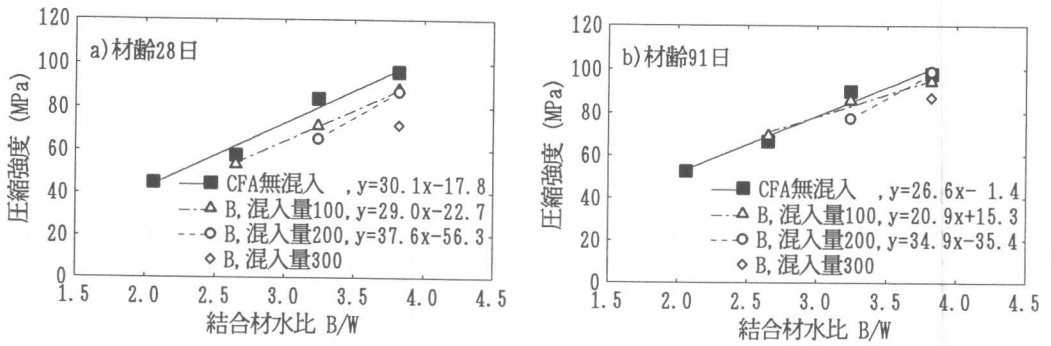 120
100
80
60
40
20
0
圧縮強度 (MPa)
a)材齢28日
CFA無混入 ,y=30.1x-17.8
B,混入量100,y=29.0x-22.7
B,混入量200,y=37.6x-56.3
B,混入量300
1.5 2.0 2.5 3.0 3.5 4.0 4.5
結合材水比 B/W
120
100
80
60
40
20
0
圧縮強度 (MPa)
b)材齢91日
CFA無混入 ,y=26.6x- 1.4
B,混入量100,y=20.9x+15.3
B,混入量200,y=34.9x-35.4
B,混入量300
1.5 2.0 2.5 3.0 3.5 4.0 4.5
結合材水比 B/W